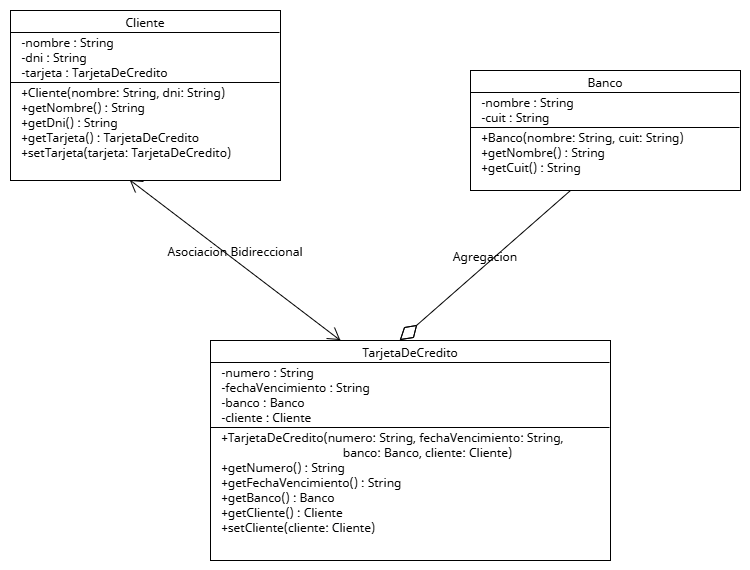 Cliente
-nombre : String
-dni : String
-tarjeta : TarjetaDeCredito
+Cliente(nombre: String, dni: String)
+getNombre() : String
+getDni() : String
+getTarjeta() : TarjetaDeCredito
+setTarjeta(tarjeta: TarjetaDeCredito)
Banco
-nombre : String
-cuit : String
+Banco(nombre: String, cuit: String)
+getNombre() : String
+getCuit() : String
Asociacion Bidireccional
Agregacion
TarjetaDeCredito
-numero : String
-fechaVencimiento : String
-banco : Banco
-cliente : Cliente
+TarjetaDeCredito(numero: String, fechaVencimiento: String,
banco: Banco, cliente: Cliente)
+getNumero() : String
+getFechaVencimiento() : String
+getBanco() : Banco
+getCliente() : Cliente
+setCliente(cliente: Cliente)